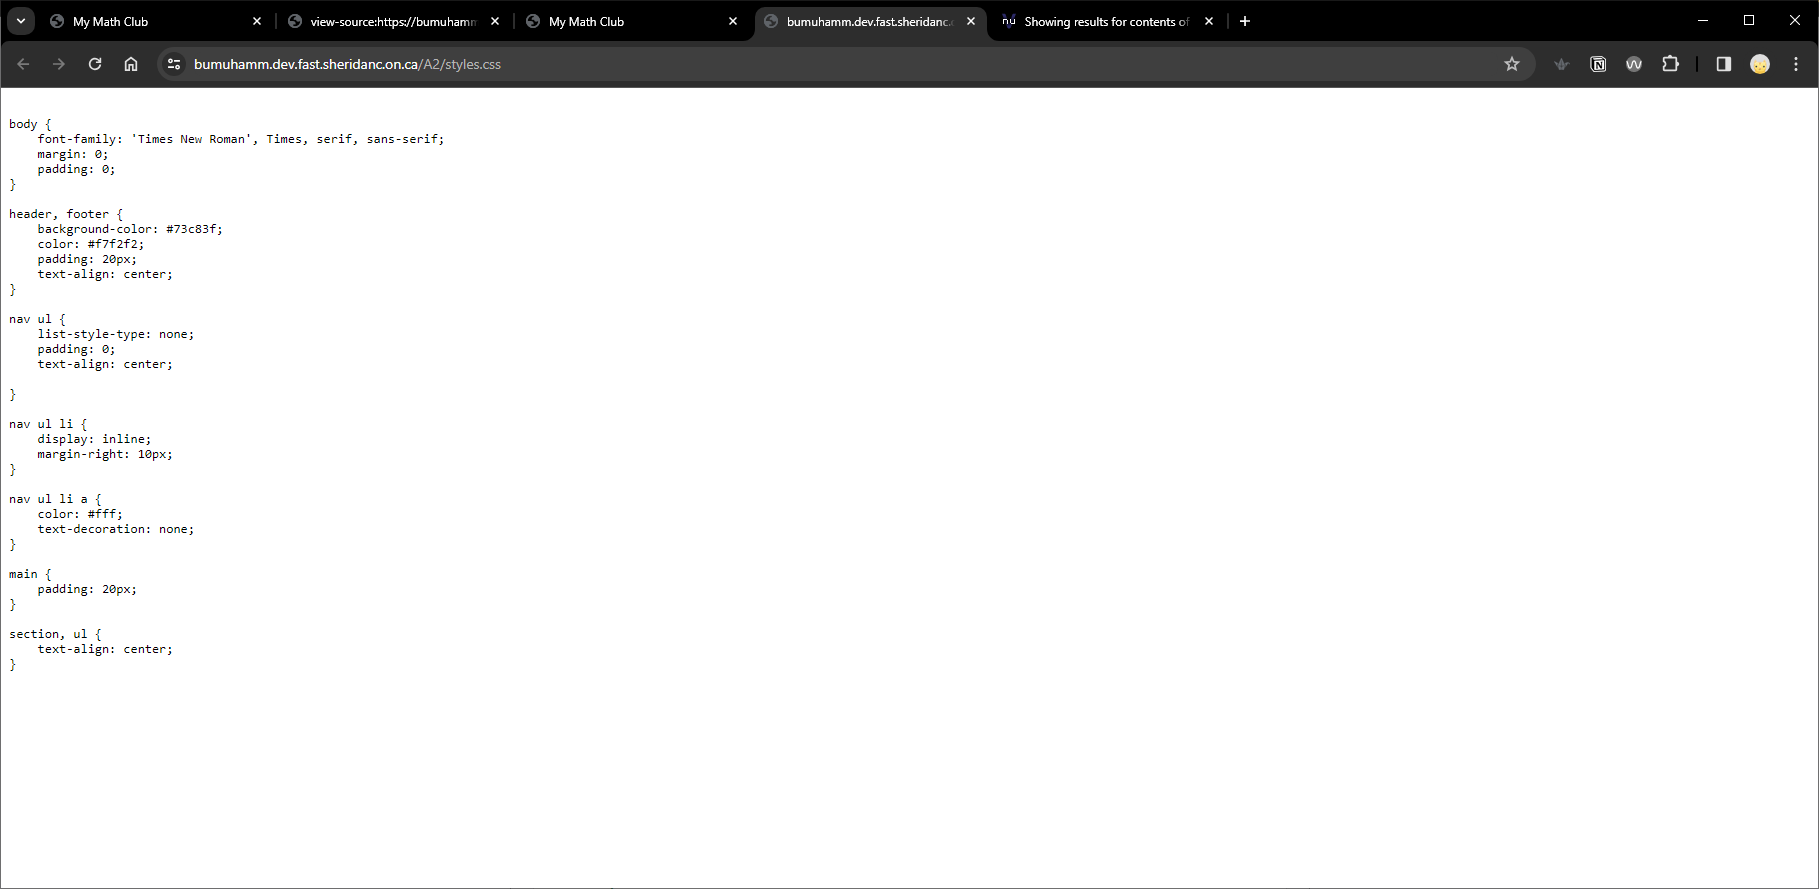 My Math Club
view-source:https://bumuhamm
My Math Club
bumuhamm.dev.fast.sheridanc.
Showing results for contents of
bumuhamm.dev.fast.sheridanc.on.ca/A2/styles.css
body {
    font-family: 'Times New Roman', Times, serif, sans-serif;
    margin: 0;
    padding: 0;
}
header, footer {
    background-color: #73c83f;
    color: #f7f2f2;
    padding: 20px;
    text-align: center;
}
nav ul {
    list-style-type: none;
    padding: 0;
    text-align: center;
}
nav ul li {
    display: inline;
    margin-right: 10px;
}
nav ul li a {
    color: #fff;
    text-decoration: none;
}
main {
    padding: 20px;
}
section, ul {
    text-align: center;
}